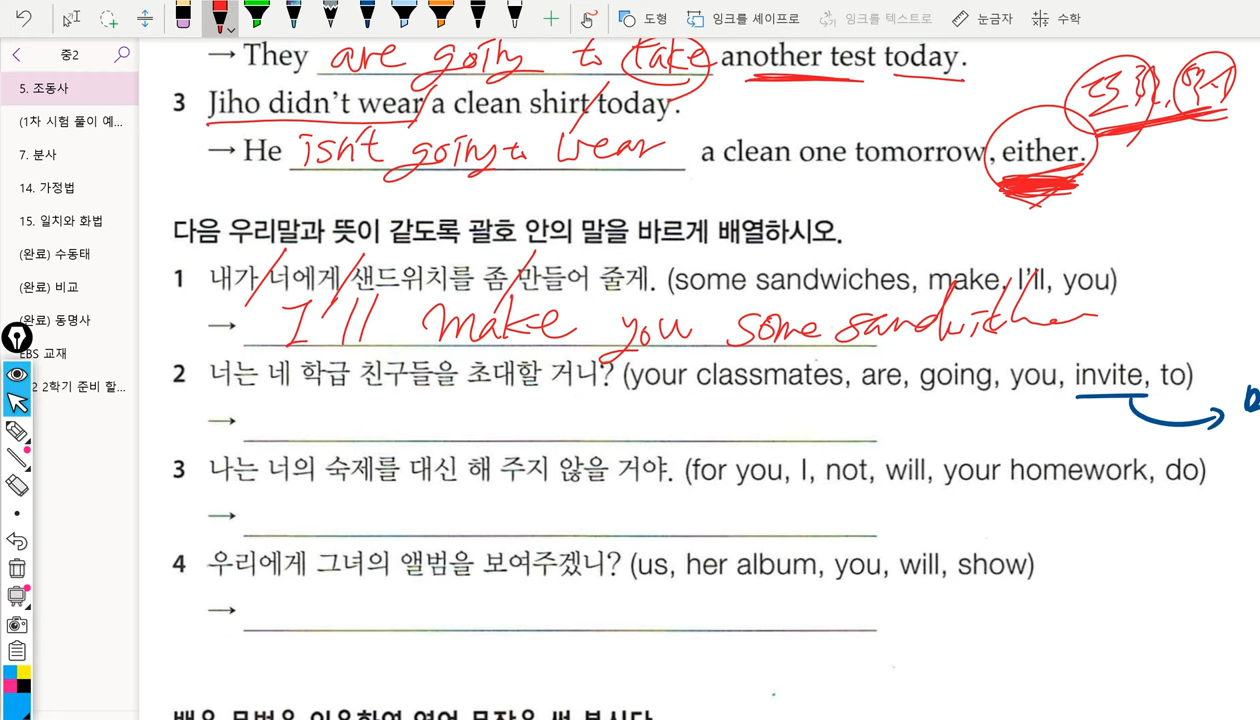 도형 잉크를 셰이프로 잉크를 텍스트로 눈금자 수학
중2
5. 조동사
(1차 시험 풀이 예...
7. 분사
14. 가정법
15. 일치와 화법
(완료) 수동태
(완료) 비교
(완료) 동명사
EBS 교재
2 2학기 준비 할...
→ They are going to take another test today.
3 Jiho didn't wear a clean shirt today.
→ He isn't going to wear a clean one tomorrow, either.
다음 우리말과 뜻이 같도록 괄호 안의 말을 바르게 배열하시오.
1 내가 너에게 샌드위치를 좀 만들어 줄게. (some sandwiches, make, I'll, you)
→ I'll make you some sandwiches
2 너는 네 학급 친구들을 초대할 거니? (your classmates, are, going, you, invite, to)
→
3 나는 너의 숙제를 대신 해 주지 않을 거야. (for you, I, not, will, your homework, do)
→
4 우리에게 그녀의 앨범을 보여주겠니? (us, her album, you, will, show)
→